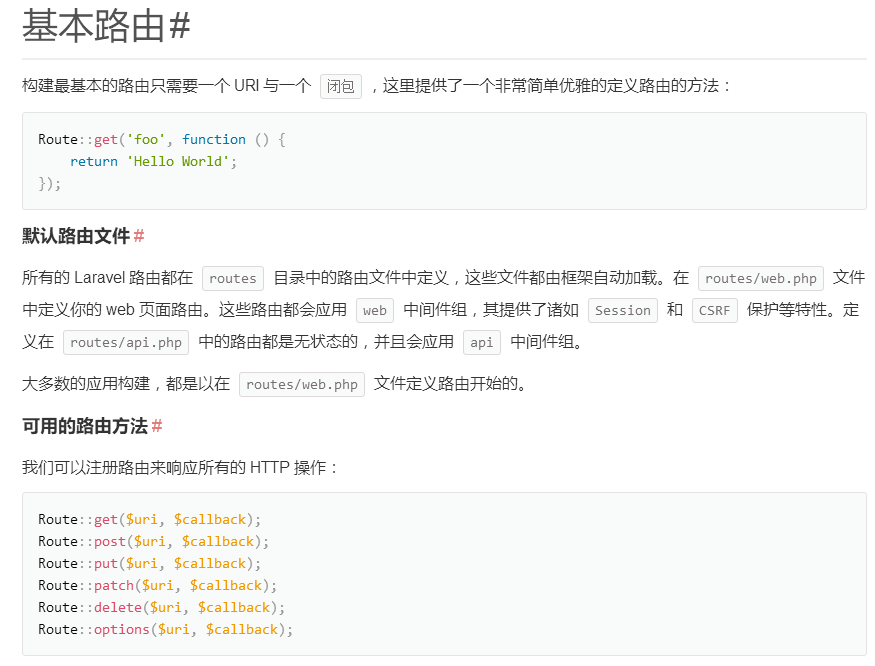 基本路由#
构建最基本的路由只需要一个 URI 与一个 闭包 ，这里提供了一个非常简单优雅的定义路由的方法：
Route::get('foo', function () {
    return 'Hello World';
});
默认路由文件#
所有的 Laravel 路由都在 routes 目录中的路由文件中定义，这些文件都由框架自动加载。在 routes/web.php 文件
中定义你的 web 页面路由。这些路由都会应用 web 中间件组，其提供了诸如 Session 和 CSRF 保护等特性。定
义在 routes/api.php 中的路由都是无状态的，并且会应用 api 中间件组。
大多数的应用构建，都是以在 routes/web.php 文件定义路由开始的。
可用的路由方法#
我们可以注册路由来响应所有的 HTTP 操作：
Route::get($uri, $callback);
Route::post($uri, $callback);
Route::put($uri, $callback);
Route::patch($uri, $callback);
Route::delete($uri, $callback);
Route::options($uri, $callback);